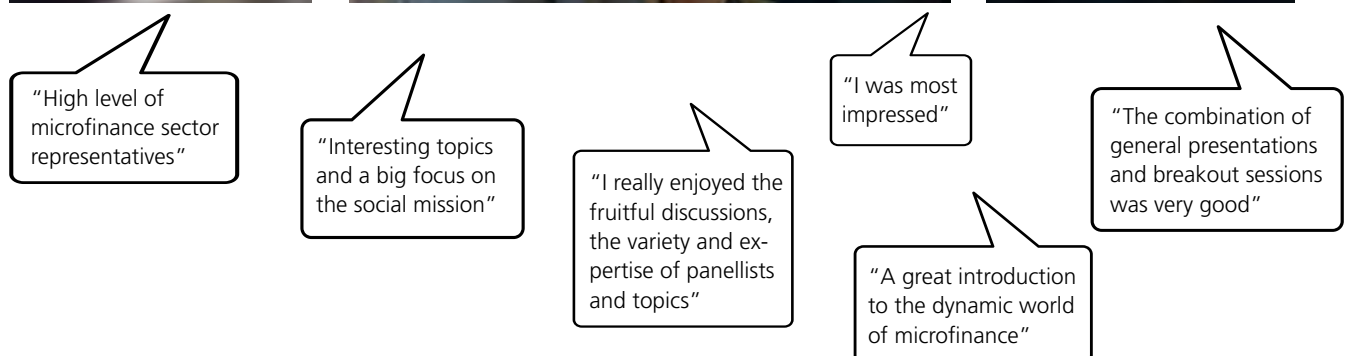 “High level of
microfinance sector
representatives”
“Interesting topics
and a big focus on
the social mission”
“I really enjoyed the
fruitful discussions,
the variety and ex-
pertise of panellists
and topics”
“I was most
impressed”
“A great introduction
to the dynamic world
of microfinance”
“The combination of
general presentations
and breakout sessions
was very good”